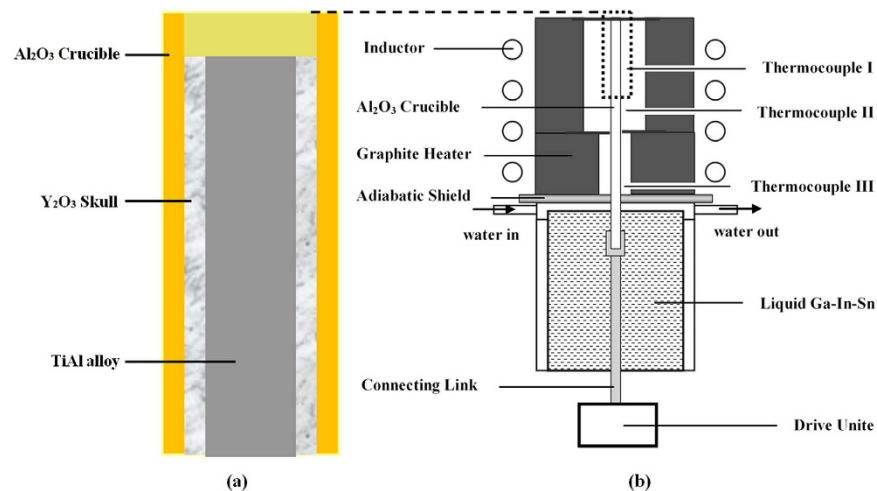 Al₂O₃ Crucible
Y₂O₃ Skull
TiAl alloy
(a)
Inductor
Al₂O₃ Crucible
Graphite Heater
Adiabatic Shield
water in
Connecting Link
Thermocouple I
Thermocouple II
Thermocouple III
water out
Liquid Ga-In-Sn
Drive Unite
(b)